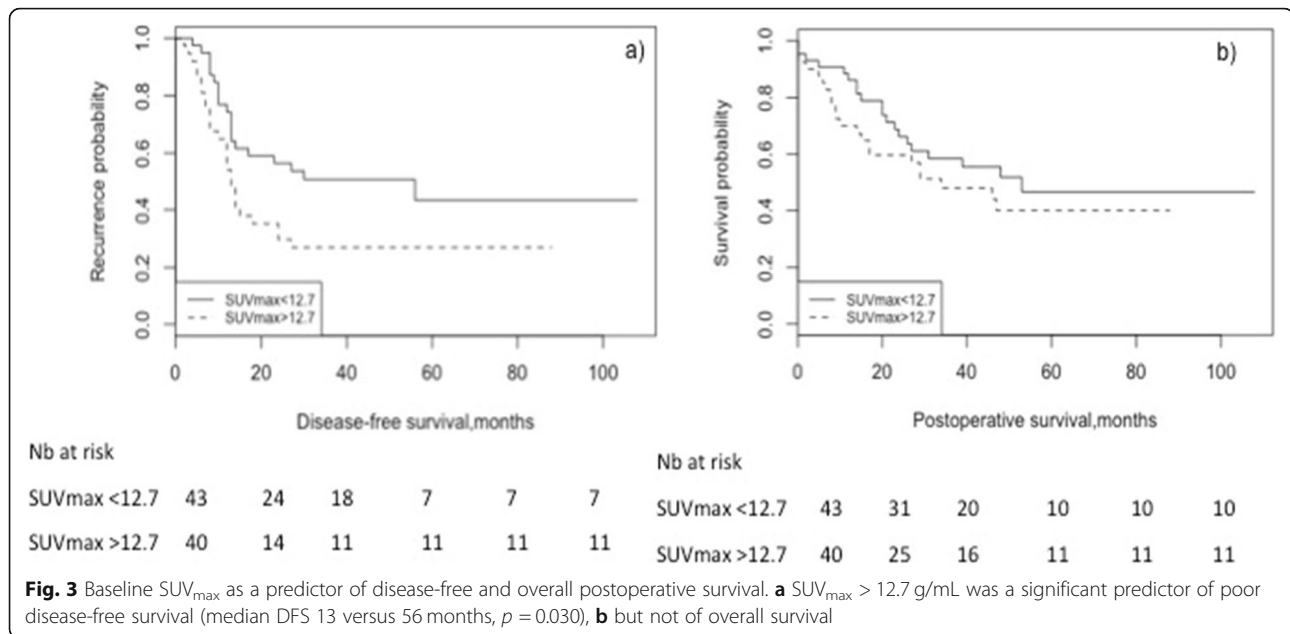 a)
Recurrence probability
1.0
0.8
0.6
0.4
0.2
0.0
SUVmax<12.7
SUVmax>12.7
0 20 40 60 80 100
Disease-free survival,months
b)
Survival probability
1.0
0.8
0.6
0.4
0.2
0.0
SUVmax<12.7
SUVmax>12.7
0 20 40 60 80 100
Postoperative survival,months
Nb at risk
SUVmax <12.7 43 24 18 7 7 7
SUVmax >12.7 40 14 11 11 11 11
Nb at risk
SUVmax <12.7 43 31 20 10 10 10
SUVmax >12.7 40 25 16 11 11 11
Fig. 3 Baseline SUVmax as a predictor of disease-free and overall postoperative survival. a SUVmax > 12.7 g/mL was a significant predictor of poor
disease-free survival (median DFS 13 versus 56 months, p = 0.030), b but not of overall survival